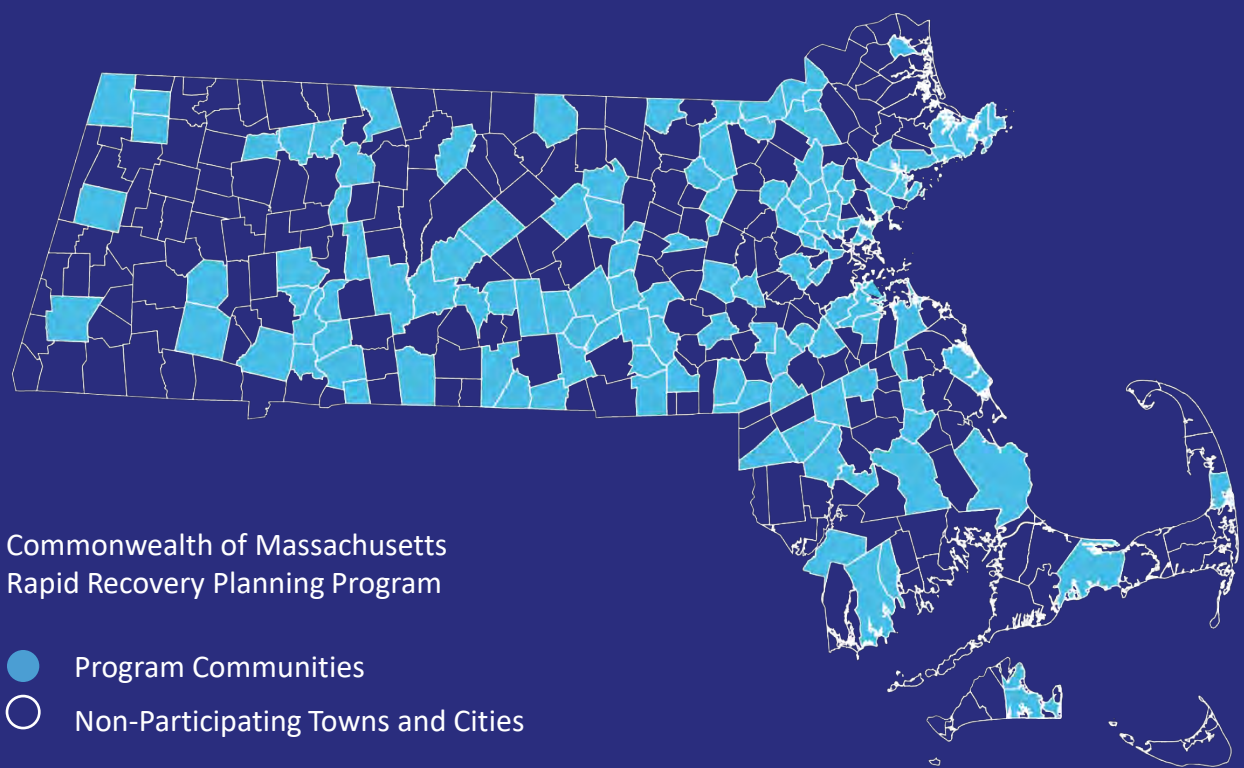 Commonwealth of Massachusetts
Rapid Recovery Planning Program
Program Communities
Non-Participating Towns and Cities